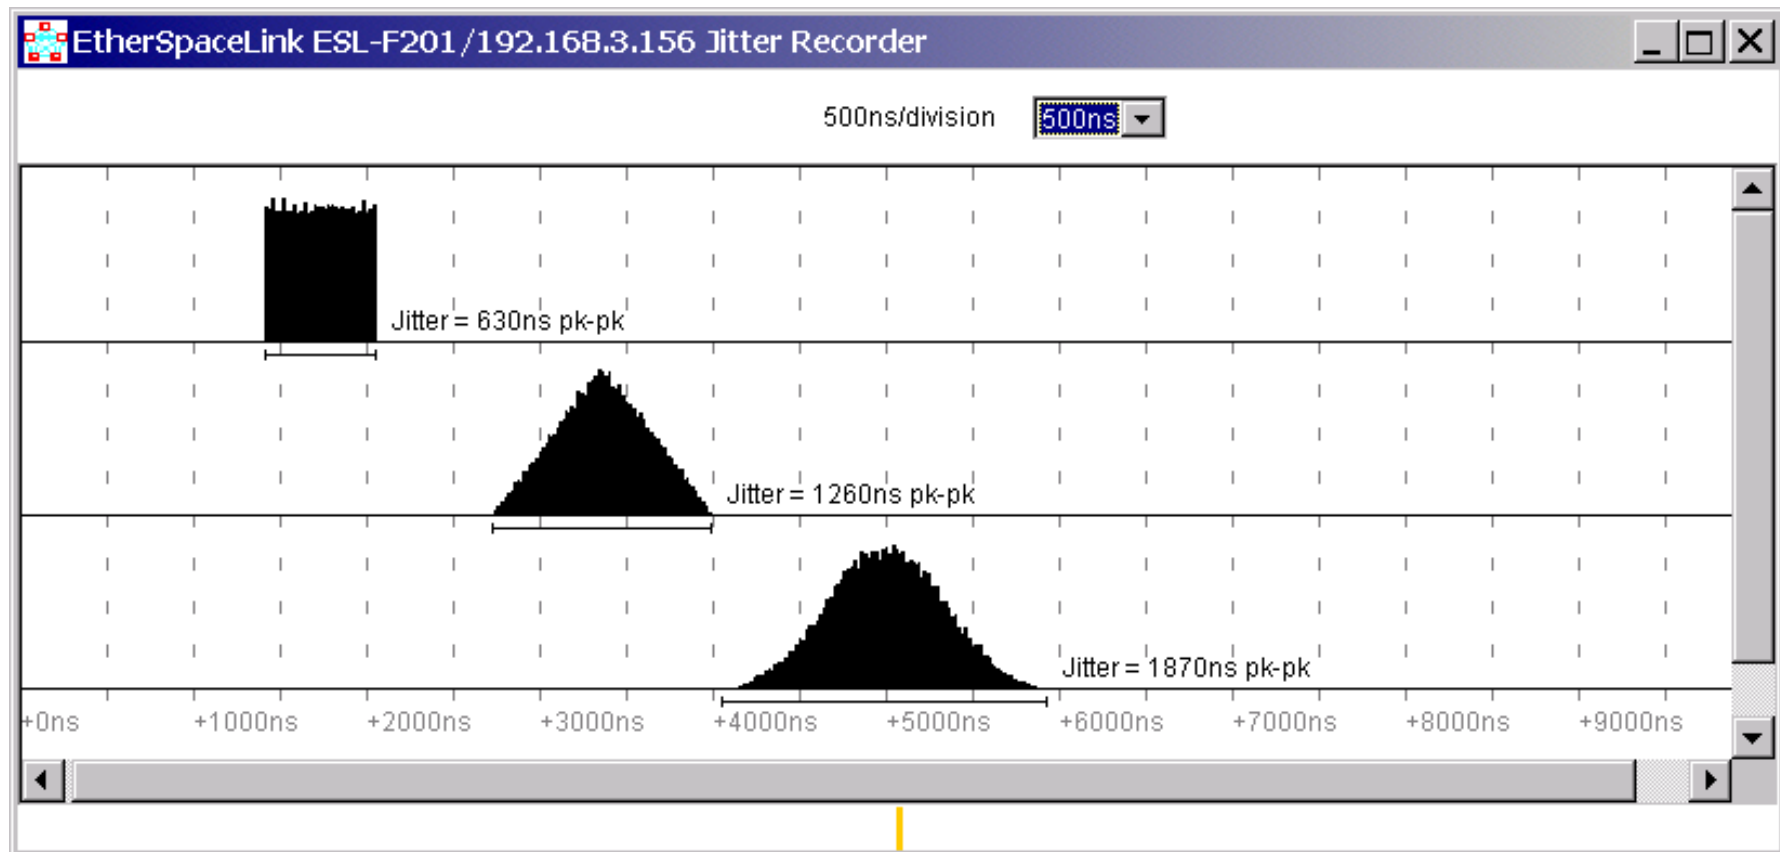 EtherSpaceLink ESL-F201/192.168.3.156 Jitter Recorder
500ns/division 500ns
Jitter = 630ns pk-pk
Jitter = 1260ns pk-pk
Jitter = 1870ns pk-pk
+0ns +1000ns +2000ns +3000ns +4000ns +5000ns +6000ns +7000ns +8000ns +9000ns